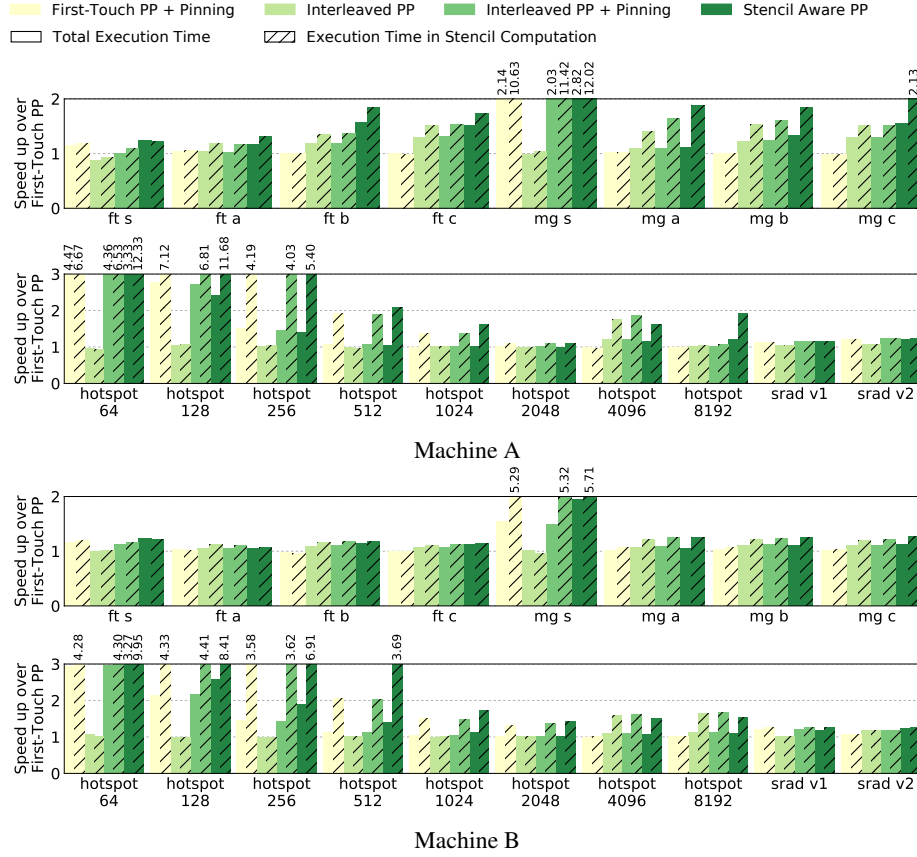 First-Touch PP + Pinning Interleaved PP Interleaved PP + Pinning Stencil Aware PP
Total Execution Time Execution Time in Stencil Computation
2.14 10.63 2.03 11.42 2.82 12.02 2.13
Speed up over
First-Touch PP
2
1
0
ft s ft a ft b ft c mg s mg a mg b mg c
4.47 6.67 4.36 6.53 3.33 12.33 7.12 6.81 11.68 4.19 4.03 5.40
Speed up over
First-Touch PP
3
2
1
0
hotspot hotspot hotspot hotspot hotspot hotspot hotspot hotspot srad v1 srad v2
64 128 256 512 1024 2048 4096 8192
Machine A
5.29 5.32 5.71
Speed up over
First-Touch PP
2
1
0
ft s ft a ft b ft c mg s mg a mg b mg c
4.28 4.30 3.27 9.95 4.33 4.41 8.41 3.58 3.62 6.91 3.69
Speed up over
First-Touch PP
3
2
1
0
hotspot hotspot hotspot hotspot hotspot hotspot hotspot hotspot srad v1 srad v2
64 128 256 512 1024 2048 4096 8192
Machine B